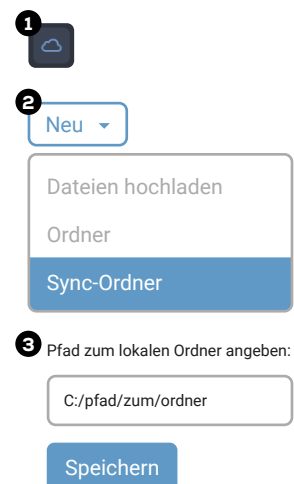 1
2
Neu
Dateien hochladen
Ordner
Sync-Ordner
3 Pfad zum lokalen Ordner angeben:
C:/pfad/zum/ordner
Speichern